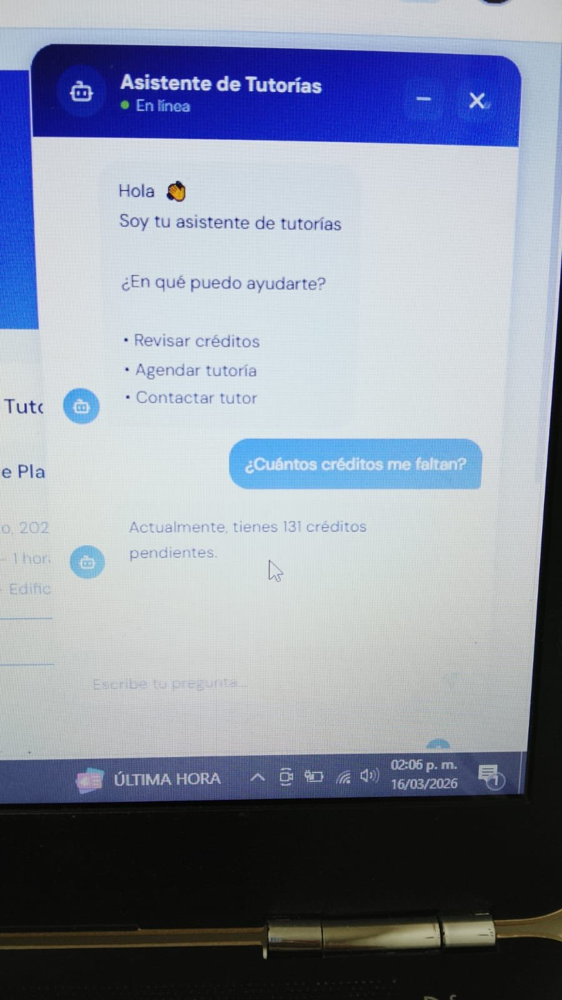 Asistente de Tutorías
En línea
Hola 👋
Soy tu asistente de tutorías
¿En qué puedo ayudarte?
• Revisar créditos
• Agendar tutoría
• Contactar tutor
¿Cuántos créditos me faltan?
Actualmente, tienes 131 créditos
pendientes.
Escribe tu pregunta...
e Pla
o, 202
- 1 hor
- Edific
ÚLTIMA HORA
02:06 p. m.
16/03/2026
1